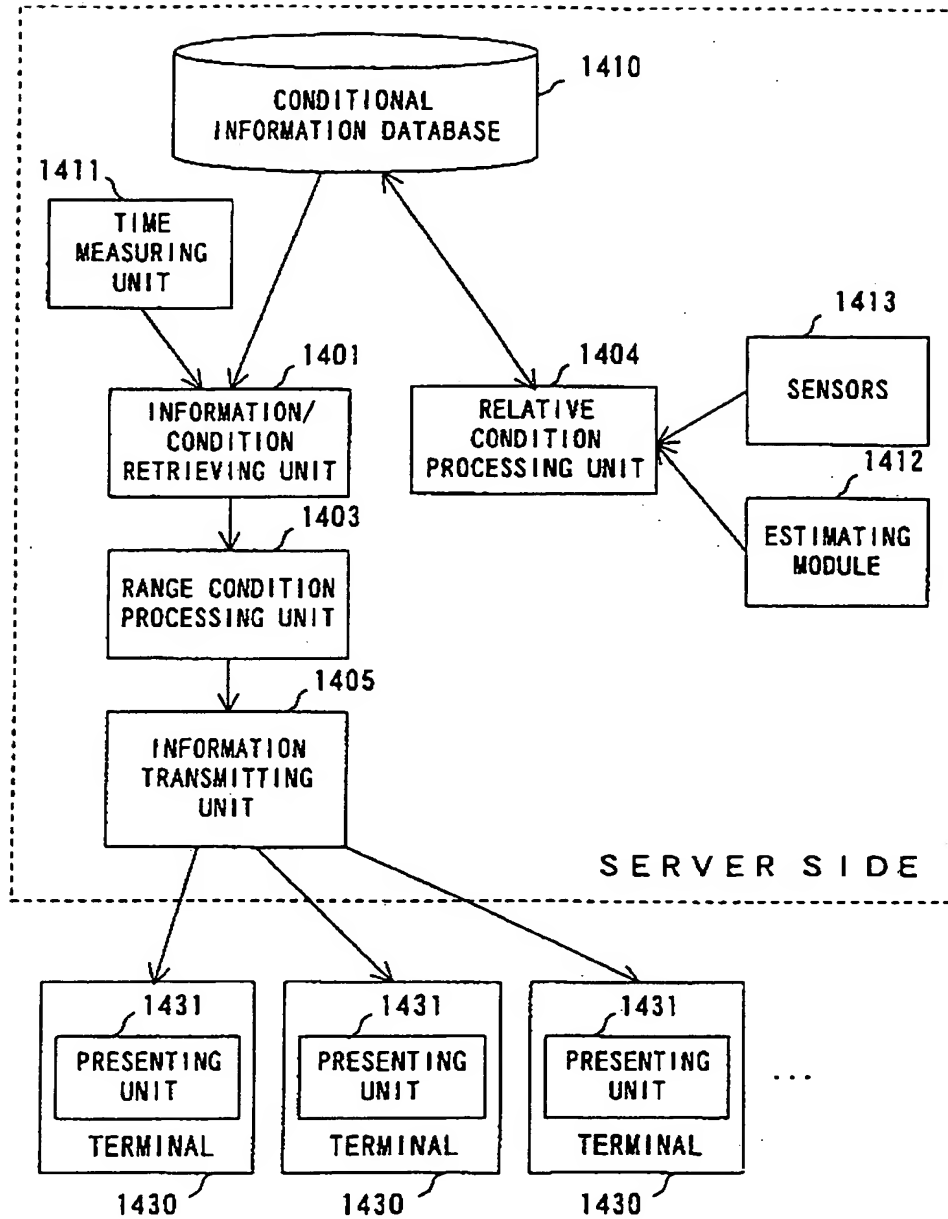 1410
CONDITIONAL
INFORMATION DATABASE
1411
TIME
MEASURING
UNIT
1413
SENSORS
1401
INFORMATION/
CONDITION
RETRIEVING UNIT
1404
RELATIVE
CONDITION
PROCESSING UNIT
1412
ESTIMATING
MODULE
1403
RANGE CONDITION
PROCESSING UNIT
1405
INFORMATION
TRANSMITTING
UNIT
SERVER SIDE
1431
PRESENTING
UNIT
TERMINAL
1430
1431
PRESENTING
UNIT
TERMINAL
1430
1431
PRESENTING
UNIT
TERMINAL
1430
...